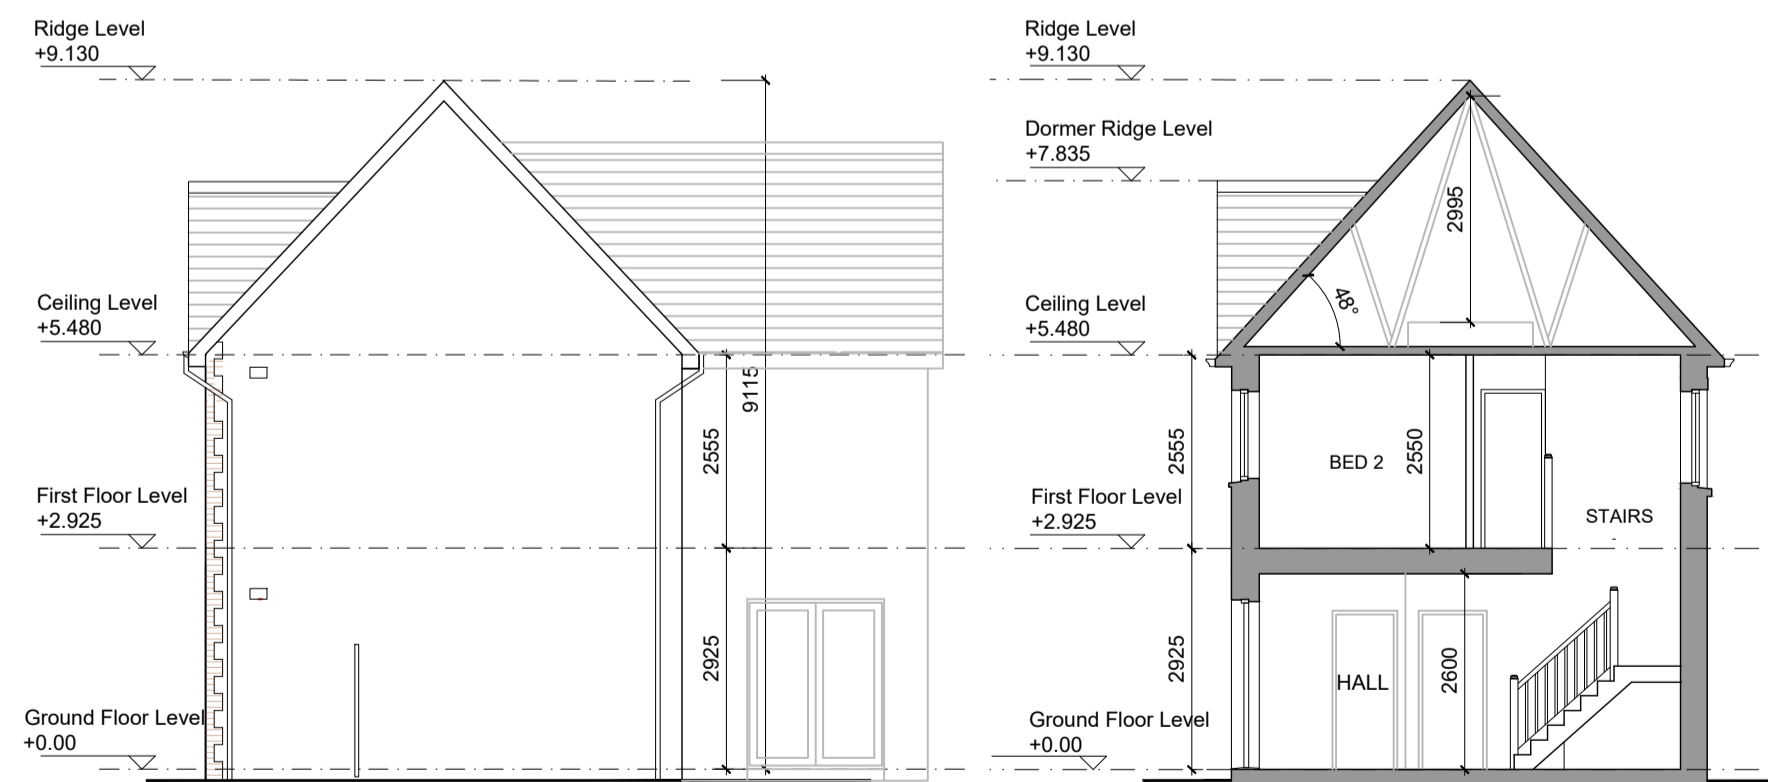 Ridge Level
+9.130
Ceiling Level
+5.480
First Floor Level
+2.925
Ground Floor Level
+0.00
9115
2555
2925
Ridge Level
+9.130
Dormer Ridge Level
+7.835
Ceiling Level
+5.480
First Floor Level
+2.925
Ground Floor Level
+0.00
2995
48°
2555
BED 2
2550
STAIRS
2925
HALL
2600